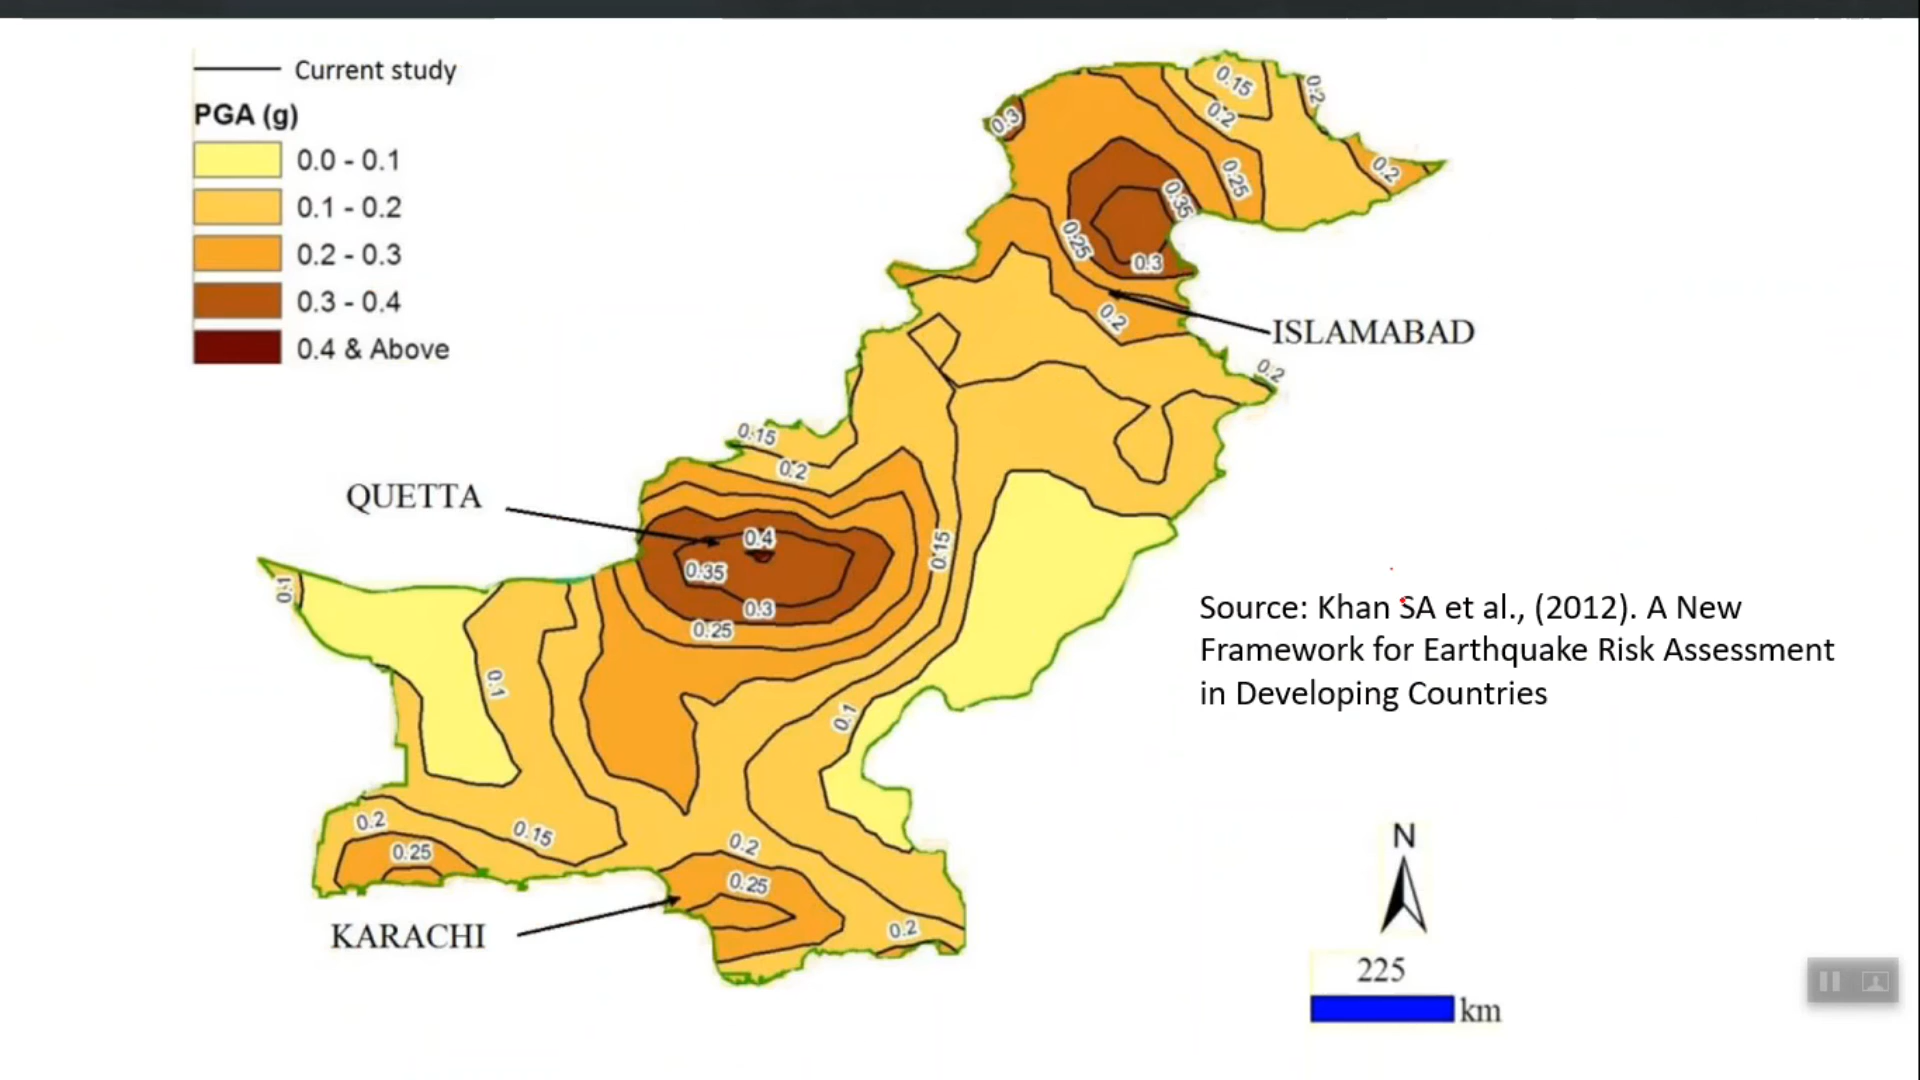 Current study
PGA (g)
0.0 - 0.1
0.1 - 0.2
0.2 - 0.3
0.3 - 0.4
0.4 & Above
0.15
0.2
0.2
0.3
0.2
0.25
0.35
0.25
0.3
0.2
ISLAMABAD
0.2
0.15
0.2
QUETTA
0.4
0.15
0.35
0.1
0.3
0.25
Source: Khan SA et al., (2012). A New
Framework for Earthquake Risk Assessment
in Developing Countries
0.1
0.1
0.2
0.15
0.2
0.25
0.25
KARACHI
0.2
N
225
km